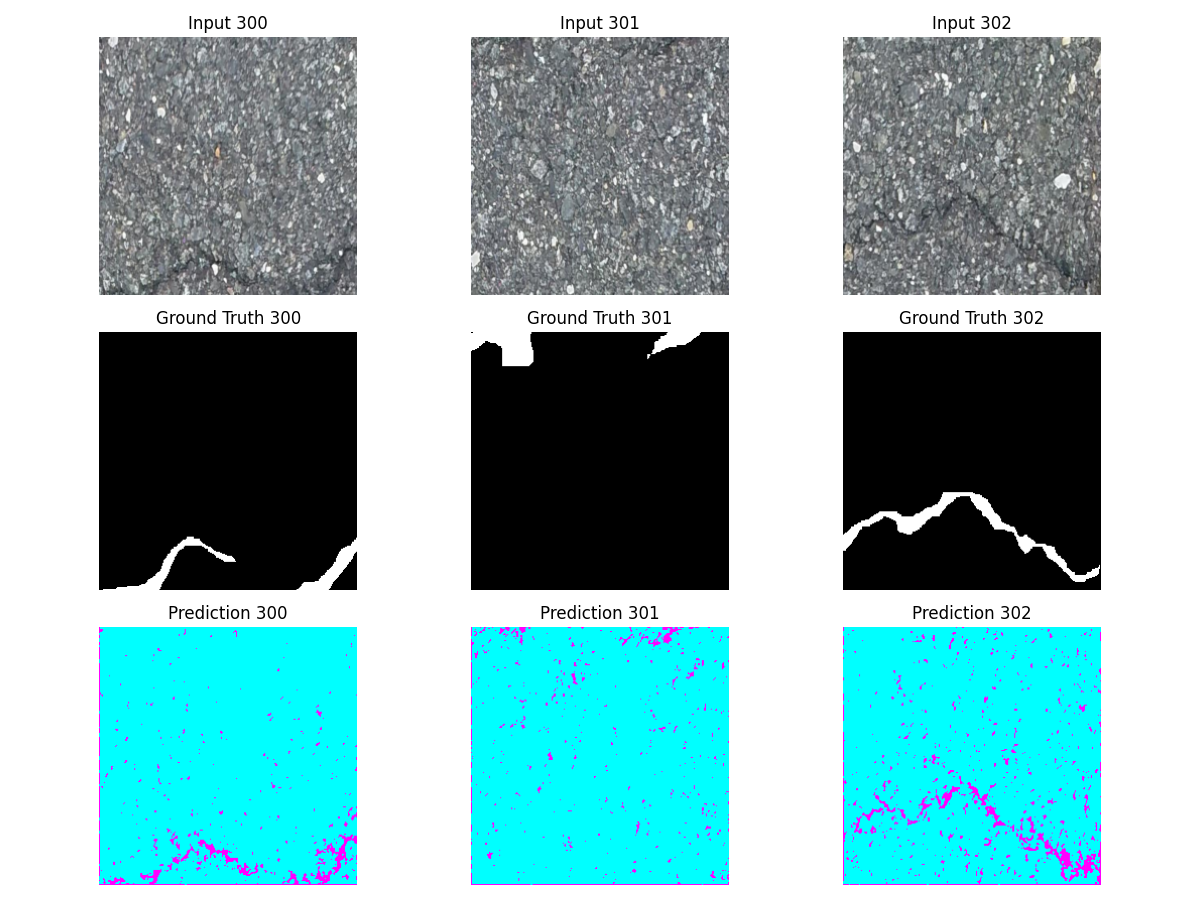 Input 300
Input 301
Input 302
Ground Truth 300
Ground Truth 301
Ground Truth 302
Prediction 300
Prediction 301
Prediction 302